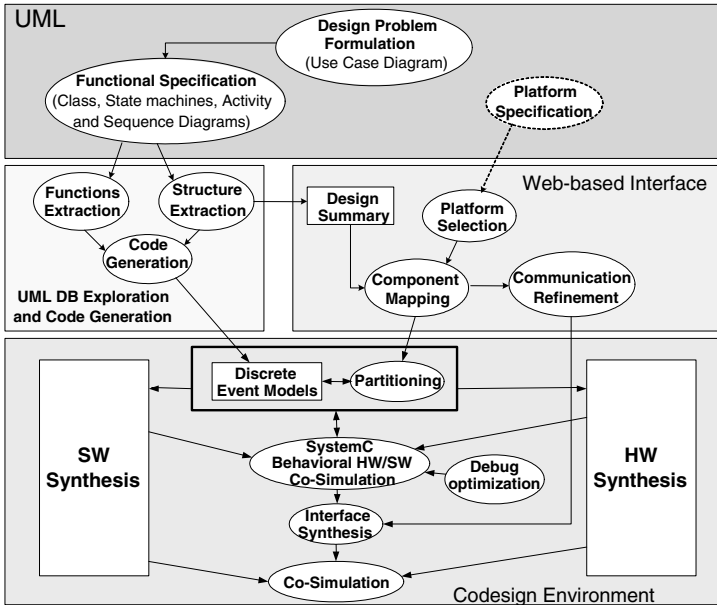 UML
Design Problem
Formulation
(Use Case Diagram)
Functional Specification
(Class, State machines, Activity
and Sequence Diagrams)
Platform
Specification
Functions
Extraction
Structure
Extraction
Code
Generation
UML DB Exploration
and Code Generation
Web-based Interface
Design
Summary
Platform
Selection
Component
Mapping
Communication
Refinement
Discrete
Event Models
Partitioning
SW
Synthesis
HW
Synthesis
SystemC
Behavioral HW/SW
Co-Simulation
Debug
optimization
Interface
Synthesis
Co-Simulation
Codesign Environment